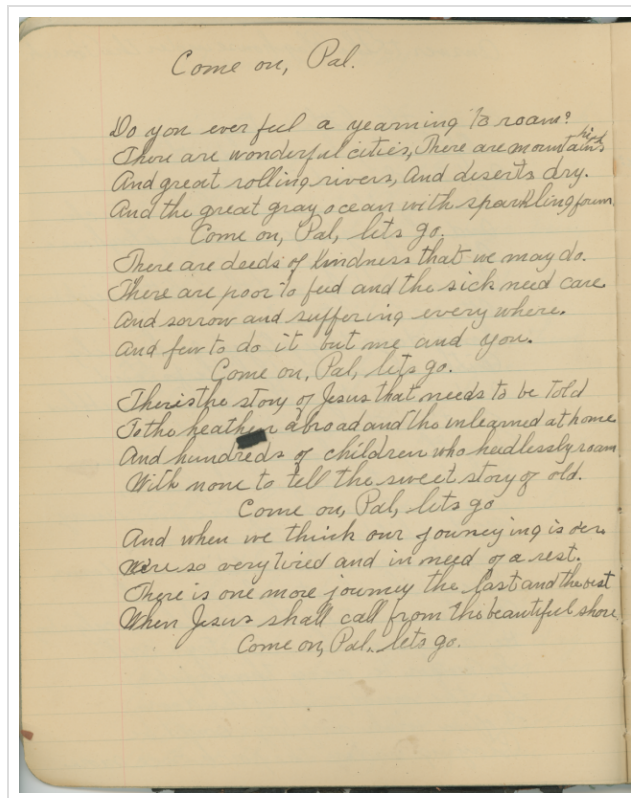 Come on, Pal.
Do you ever feel a yearning to roam?
There are wonderful cities, There are mountains high
And great rolling rivers, And deserts dry.
And the great gray ocean with sparkling foam.
Come on, Pal, lets go.
There are deeds of kindness that we may do.
There are poor to feed and the sick need care
And sorrow and suffering every where.
And few to do it but me and you.
Come on, Pal, lets go.
There is the story of Jesus that needs to be told
To the heathen abroad and the unlearned at home
And hundreds of children who heedlessly roam
With none to tell the sweet story of old.
Come on, Pal, lets go
And when we think our journeying is oer
We're so very tired and in need of a rest.
There is one more journey the last and the best
When Jesus shall call from the beautiful shore
Come on, Pal. lets go.